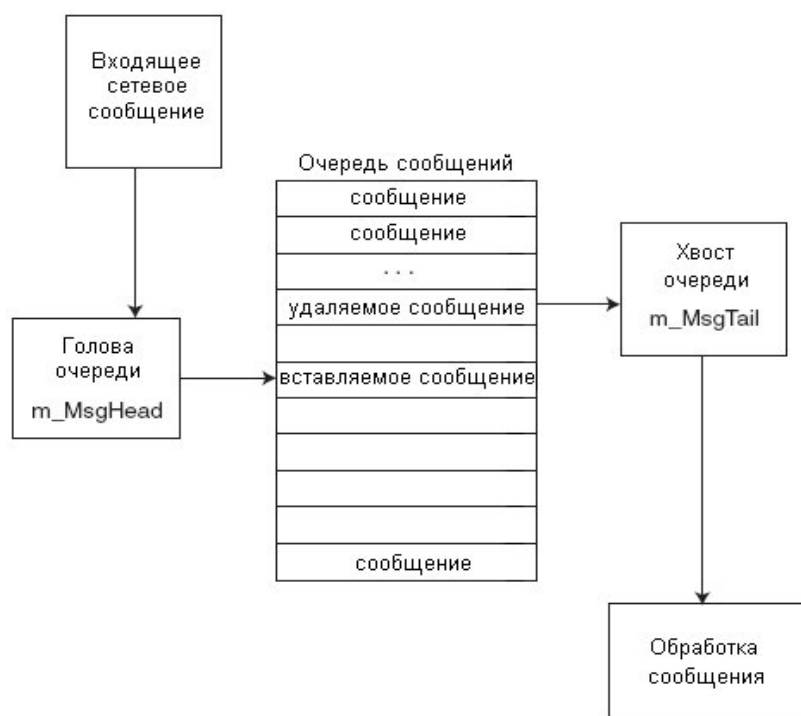 Входящее
сетевое
сообщение
Очередь сообщений
сообщение
сообщение
...
удаляемое сообщение
вставляемое сообщение
сообщение
Голова
очереди
m_MsgHead
Хвост
очереди
m_MsgTail
Обработка
сообщения